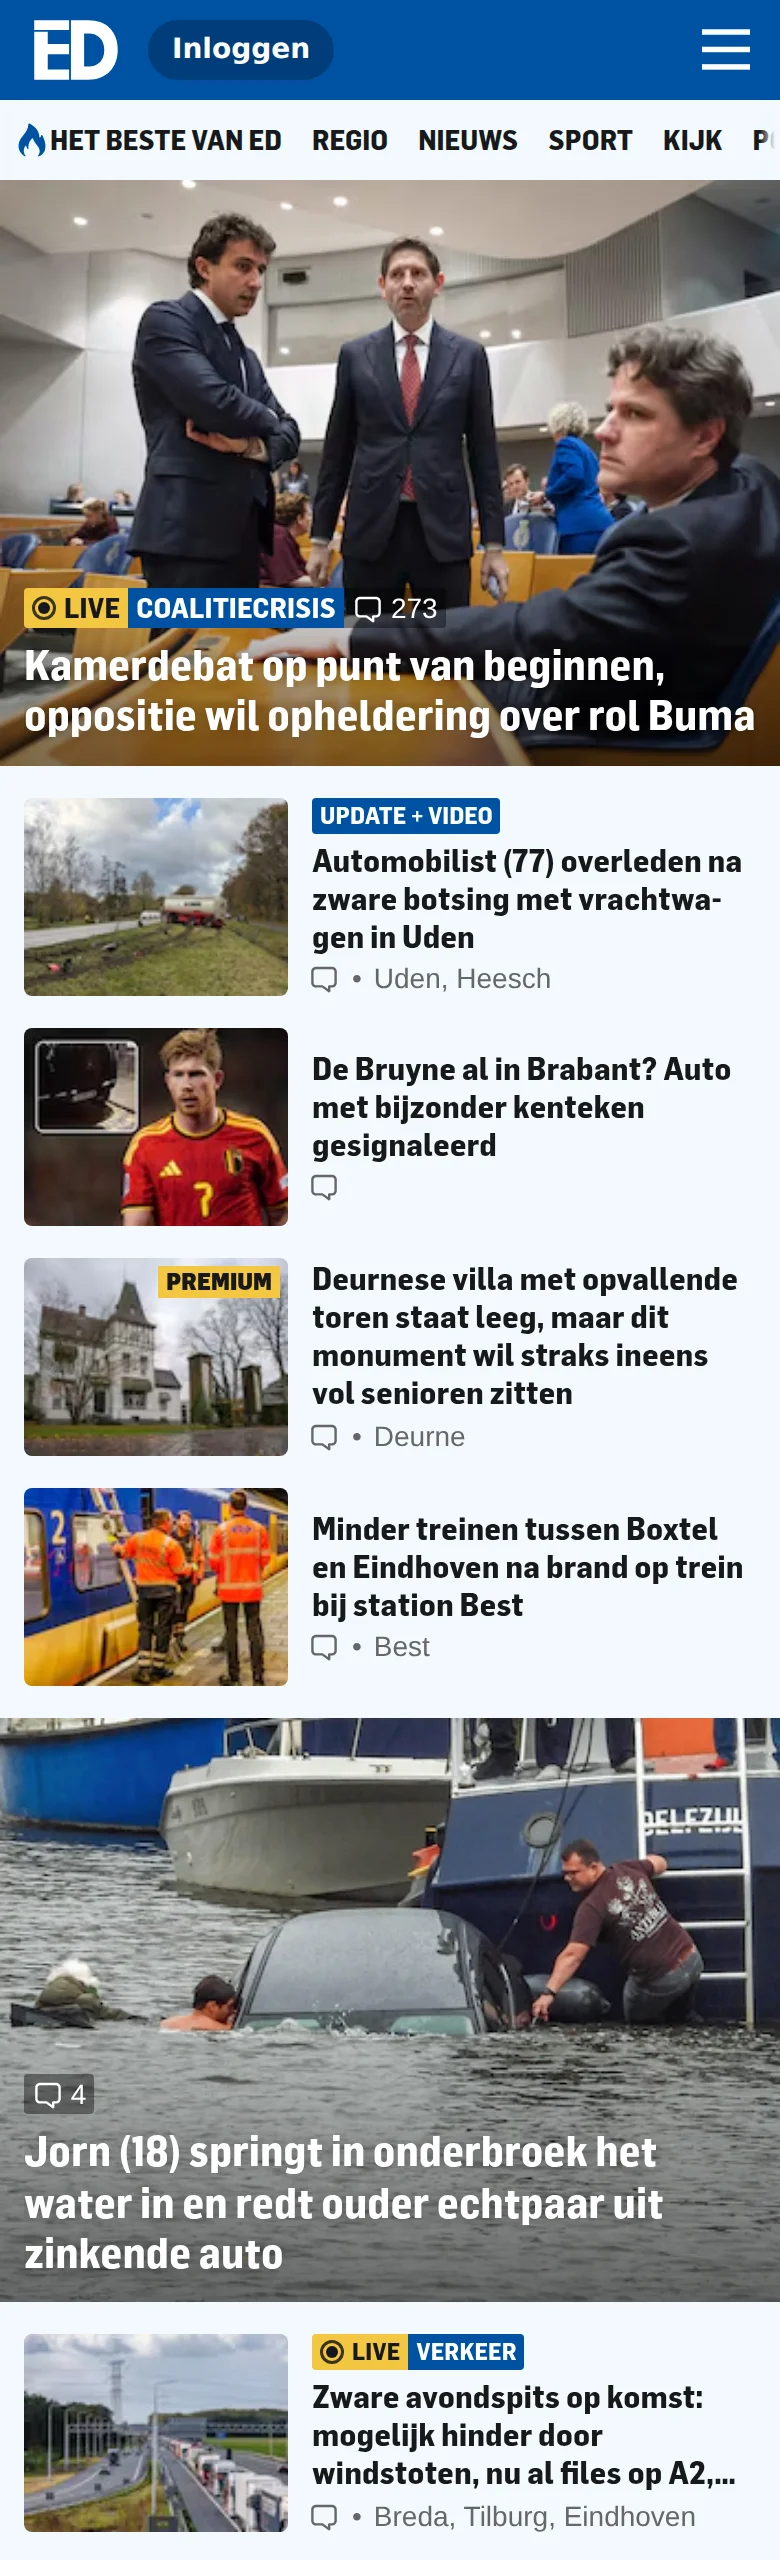 ED
Inloggen
HET BESTE VAN ED REGIO NIEUWS SPORT KIJK
LIVE COALITIECRISIS 273
Kamerdebat op punt van beginnen,
oppositie wil opheldering over rol Buma
UPDATE + VIDEO
Automobilist (77) overleden na
zware botsing met vrachtwa-
gen in Uden
• Uden, Heesch
7
De Bruyne al in Brabant? Auto
met bijzonder kenteken
gesignaleerd
PREMIUM
Deurnese villa met opvallende
toren staat leeg, maar dit
monument wil straks ineens
vol senioren zitten
• Deurne
2
Minder treinen tussen Boxtel
en Eindhoven na brand op trein
bij station Best
• Best
DELFZIJL
4
Jorn (18) springt in onderbroek het
water in en redt ouder echtpaar uit
zinkende auto
LIVE VERKEER
Zware avondspits op komst:
mogelijk hinder door
windstoten, nu al files op A2,...
• Breda, Tilburg, Eindhoven